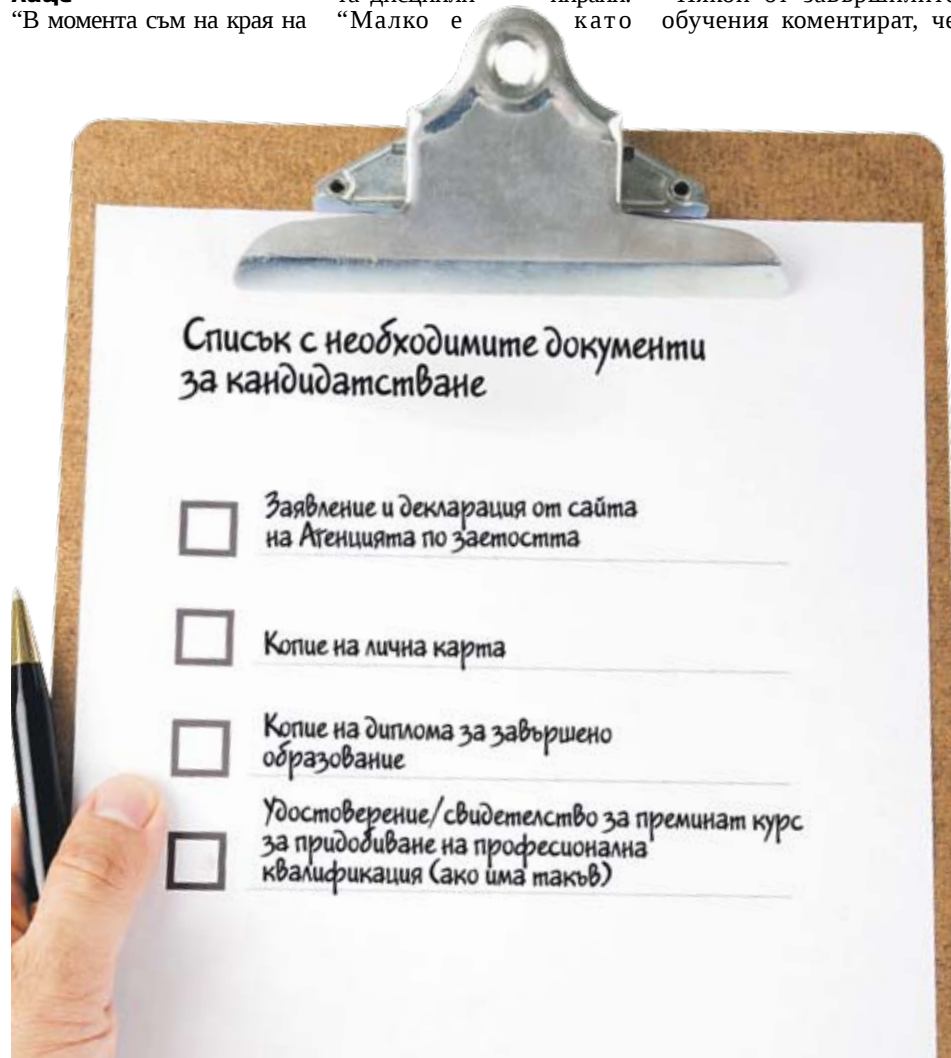 “В момента съм на края на
“Малко е като
обучения коментират, че
Списък с необходимите документи
за кандидатстване
Заявление и декларация от сайта
на Агенцията по заетостта
Копие на лична карта
Копие на диплома за завършено
образование
Удостоверение/свидетелство за преминат курс
за придобиване на професионална
квалификация (ако има такъв)